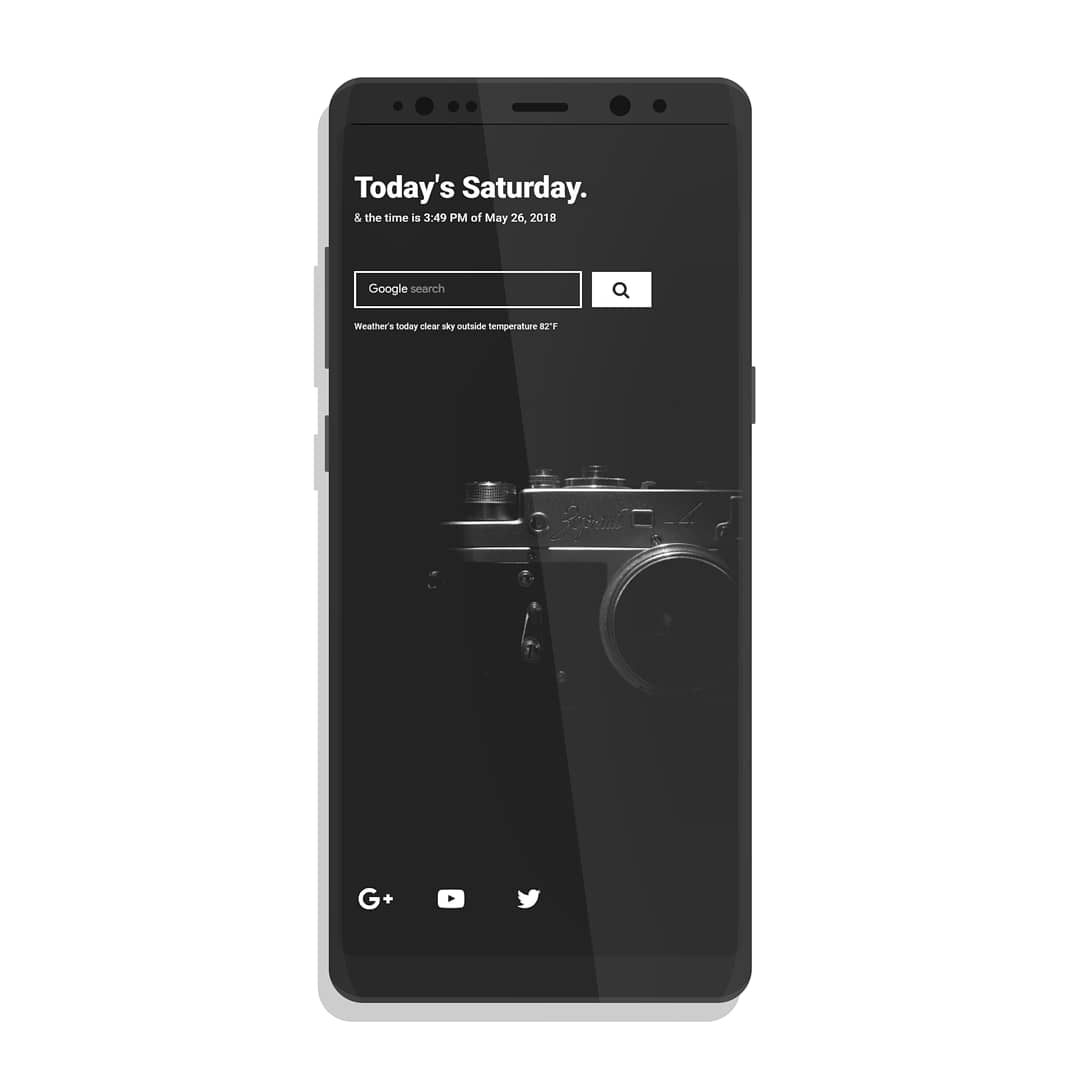 Today's Saturday.
& the time is 3:49 PM of May 26, 2018
Google search
Weather's today clear sky outside temperature 82°F
G+